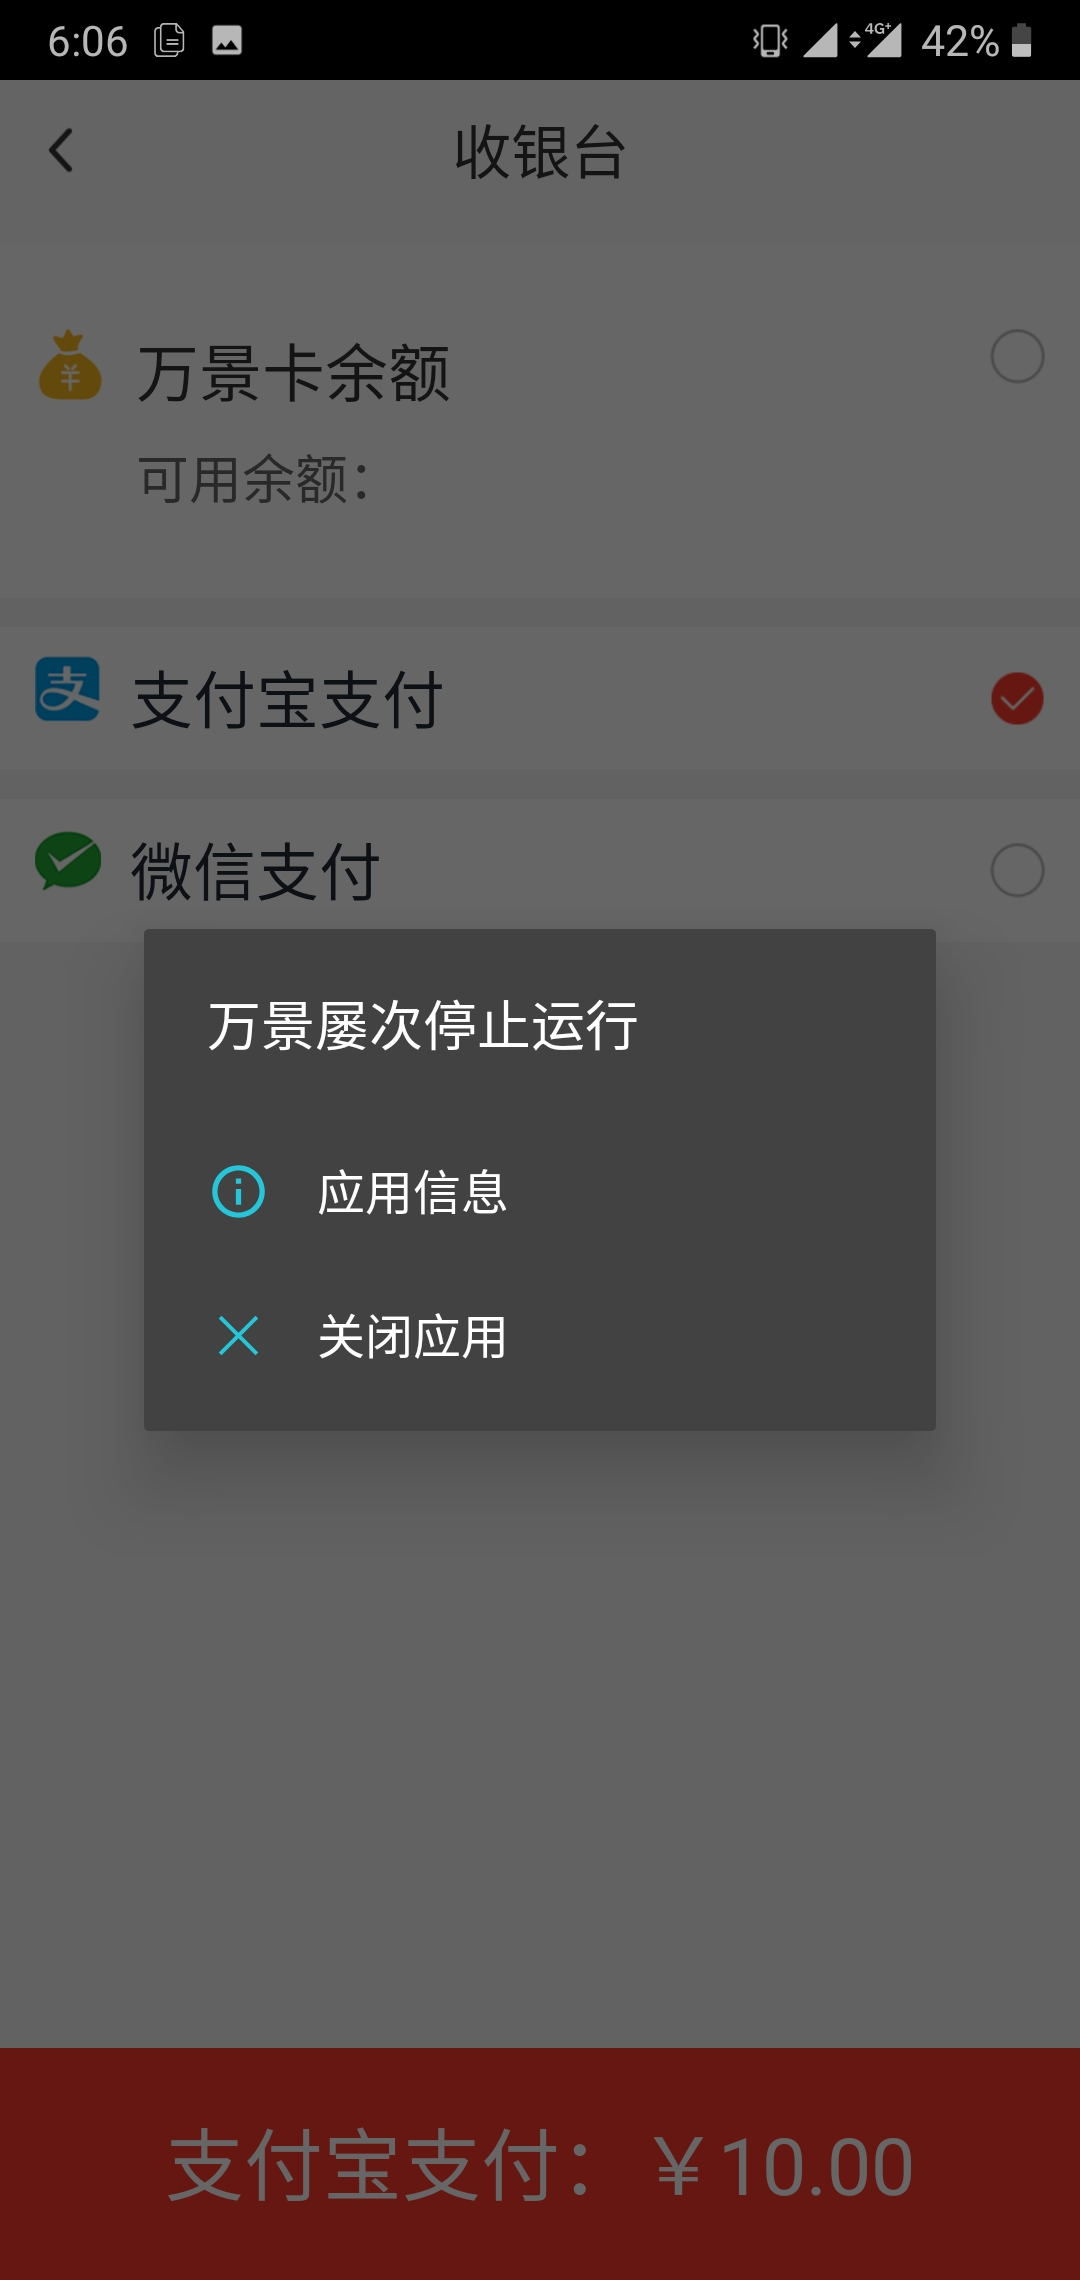 6:06 4G+ 42%
收银台
万景卡余额
可用余额：
支付宝支付
微信支付
万景屡次停止运行
应用信息
关闭应用
支付宝支付：￥10.00